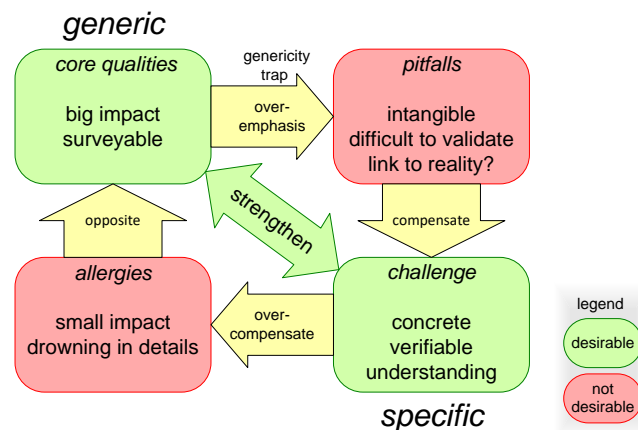 generic
core qualities
big impact
surveyable
genericity
trap
over-
emphasis
pitfalls
intangible
difficult to validate
link to reality?
opposite
strengthen
compensate
allergies
small impact
drowning in details
over-
compensate
challenge
concrete
verifiable
understanding
specific
legend
desirable
not
desirable